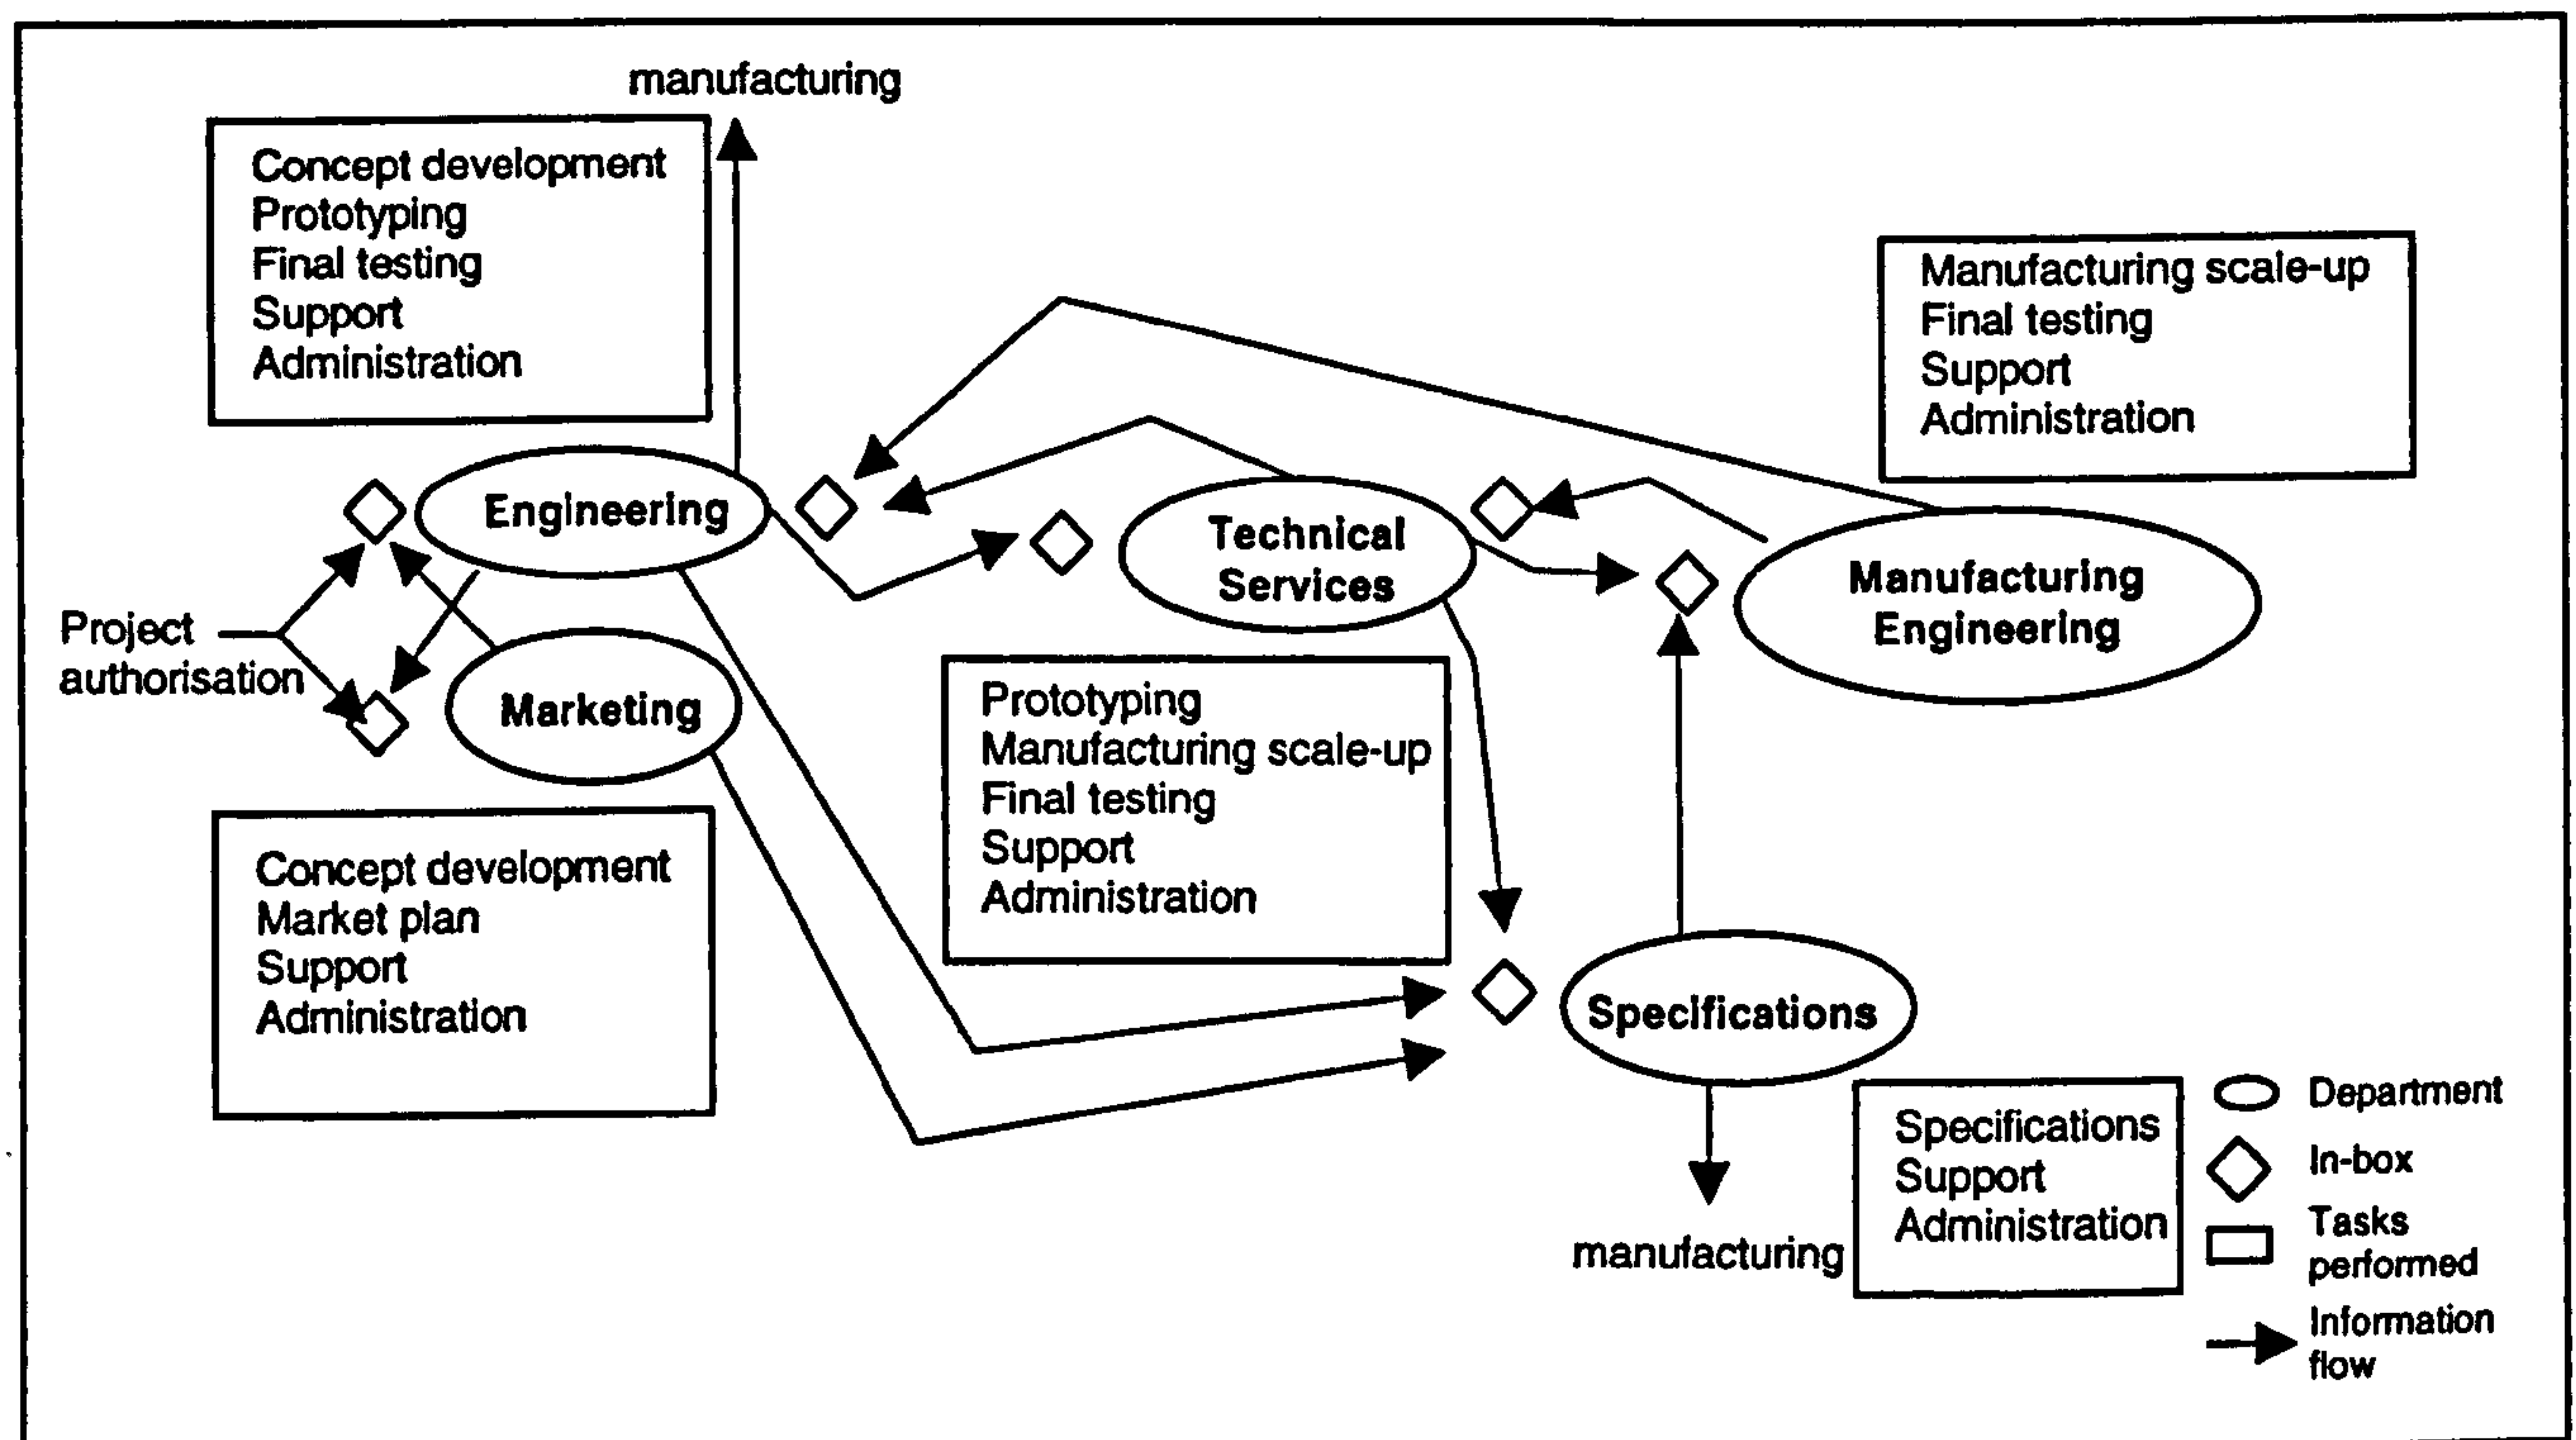 manufacturing
Concept development
Prototyping
Final testing
Support
Administration
Manufacturing scale-up
Final testing
Support
Administration
Engineering
Technical
Services
Manufacturing
Engineering
Project
authorisation
Marketing
Prototyping
Manufacturing scale-up
Final testing
Support
Administration
Concept development
Market plan
Support
Administration
Specifications
manufacturing
Specifications
Support
Administration
Department
In-box
Tasks
performed
Information
flow